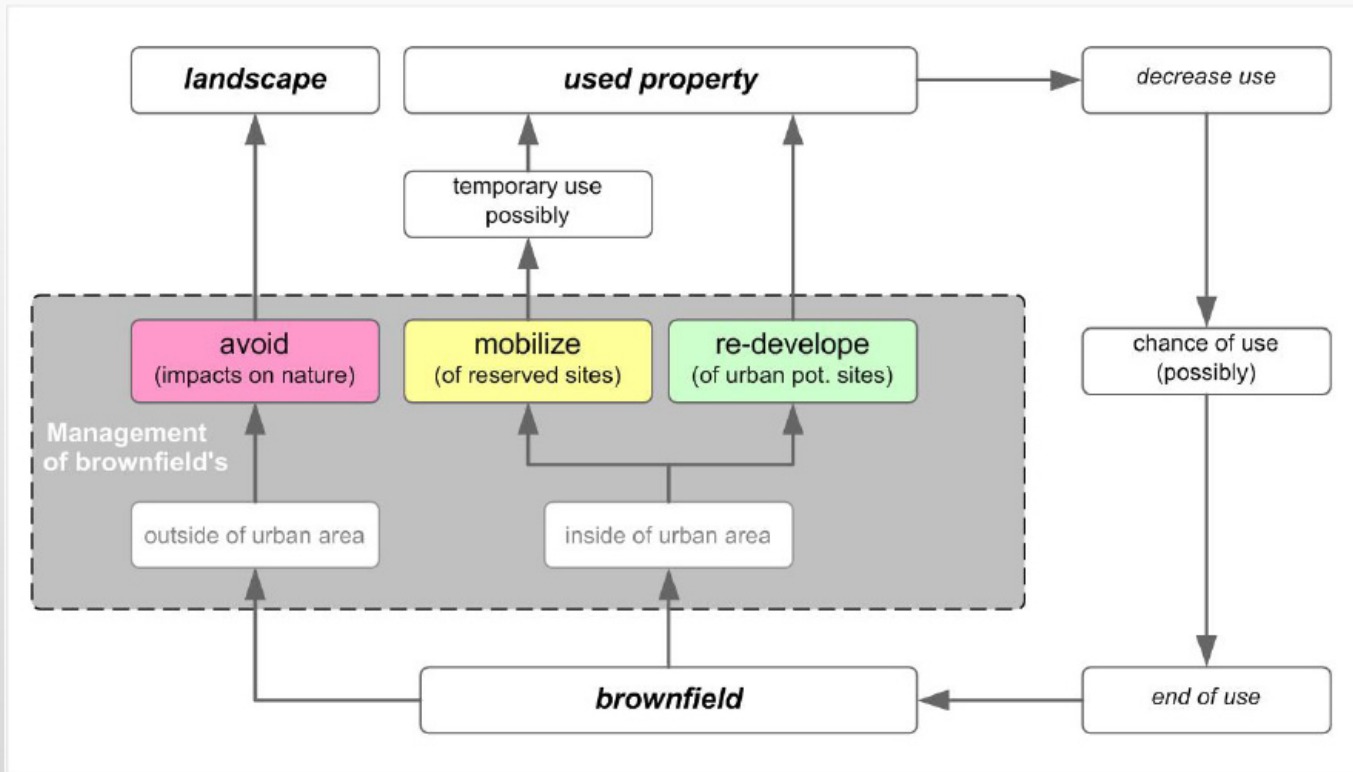 landscape
used property
decrease use
temporary use
possibly
avoid
(impacts on nature)
mobilize
(of reserved sites)
re-develope
(of urban pot. sites)
chance of use
(possibly)
Management
of brownfield's
outside of urban area
inside of urban area
brownfield
end of use